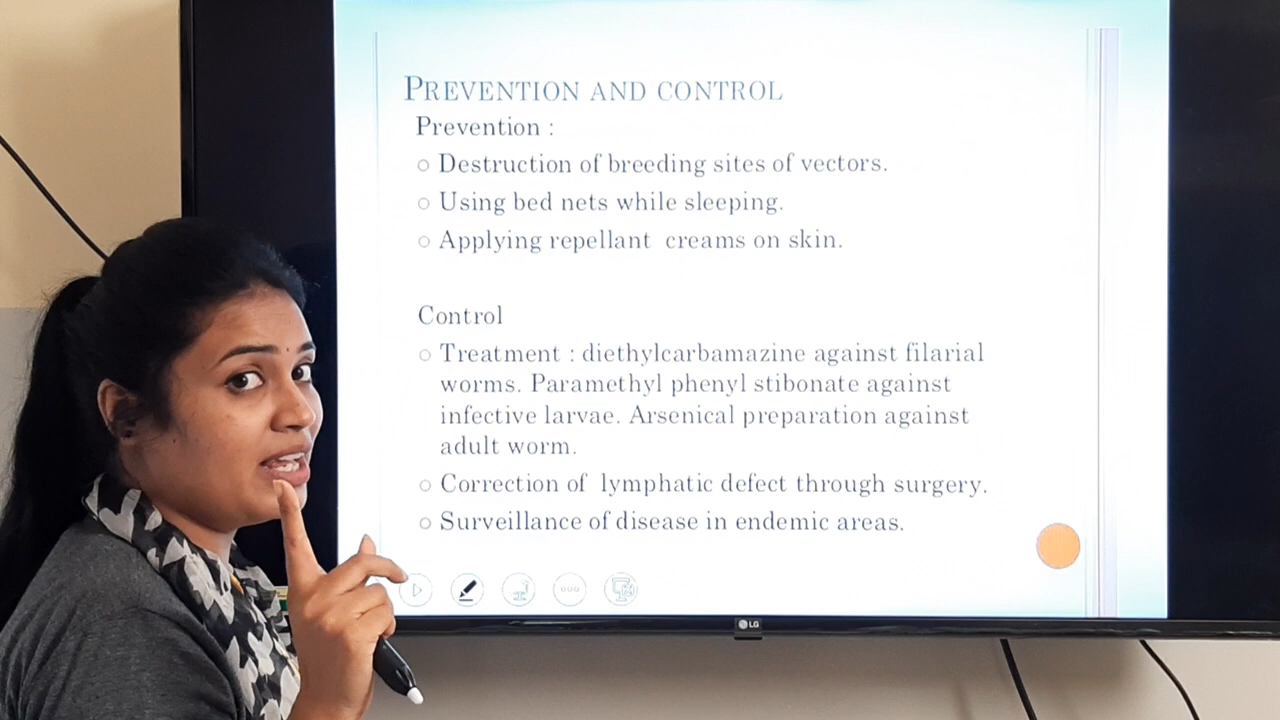 PREVENTION AND CONTROL
Prevention :
Destruction of breeding sites of vectors.
Using bed nets while sleeping.
Applying repellant creams on skin.
Control
Treatment : diethylcarbamazine against filarial
worms. Paramethyl phenyl stibonate against
infective larvae. Arsenical preparation against
adult worm.
Correction of lymphatic defect through surgery.
Surveillance of disease in endemic areas.
LG